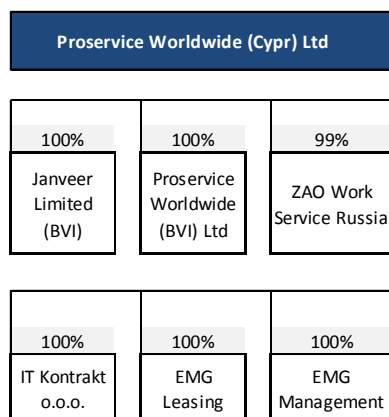 Proservice Worldwide (Cypr) Ltd
100% 100% 99%
Janveer
Limited
(BVI)
Proservice
Worldwide
(BVI) Ltd
ZAO Work
Service Russia
100% 100% 100%
IT Kontrakt
o.o.o.
EMG
Leasing
EMG
Management